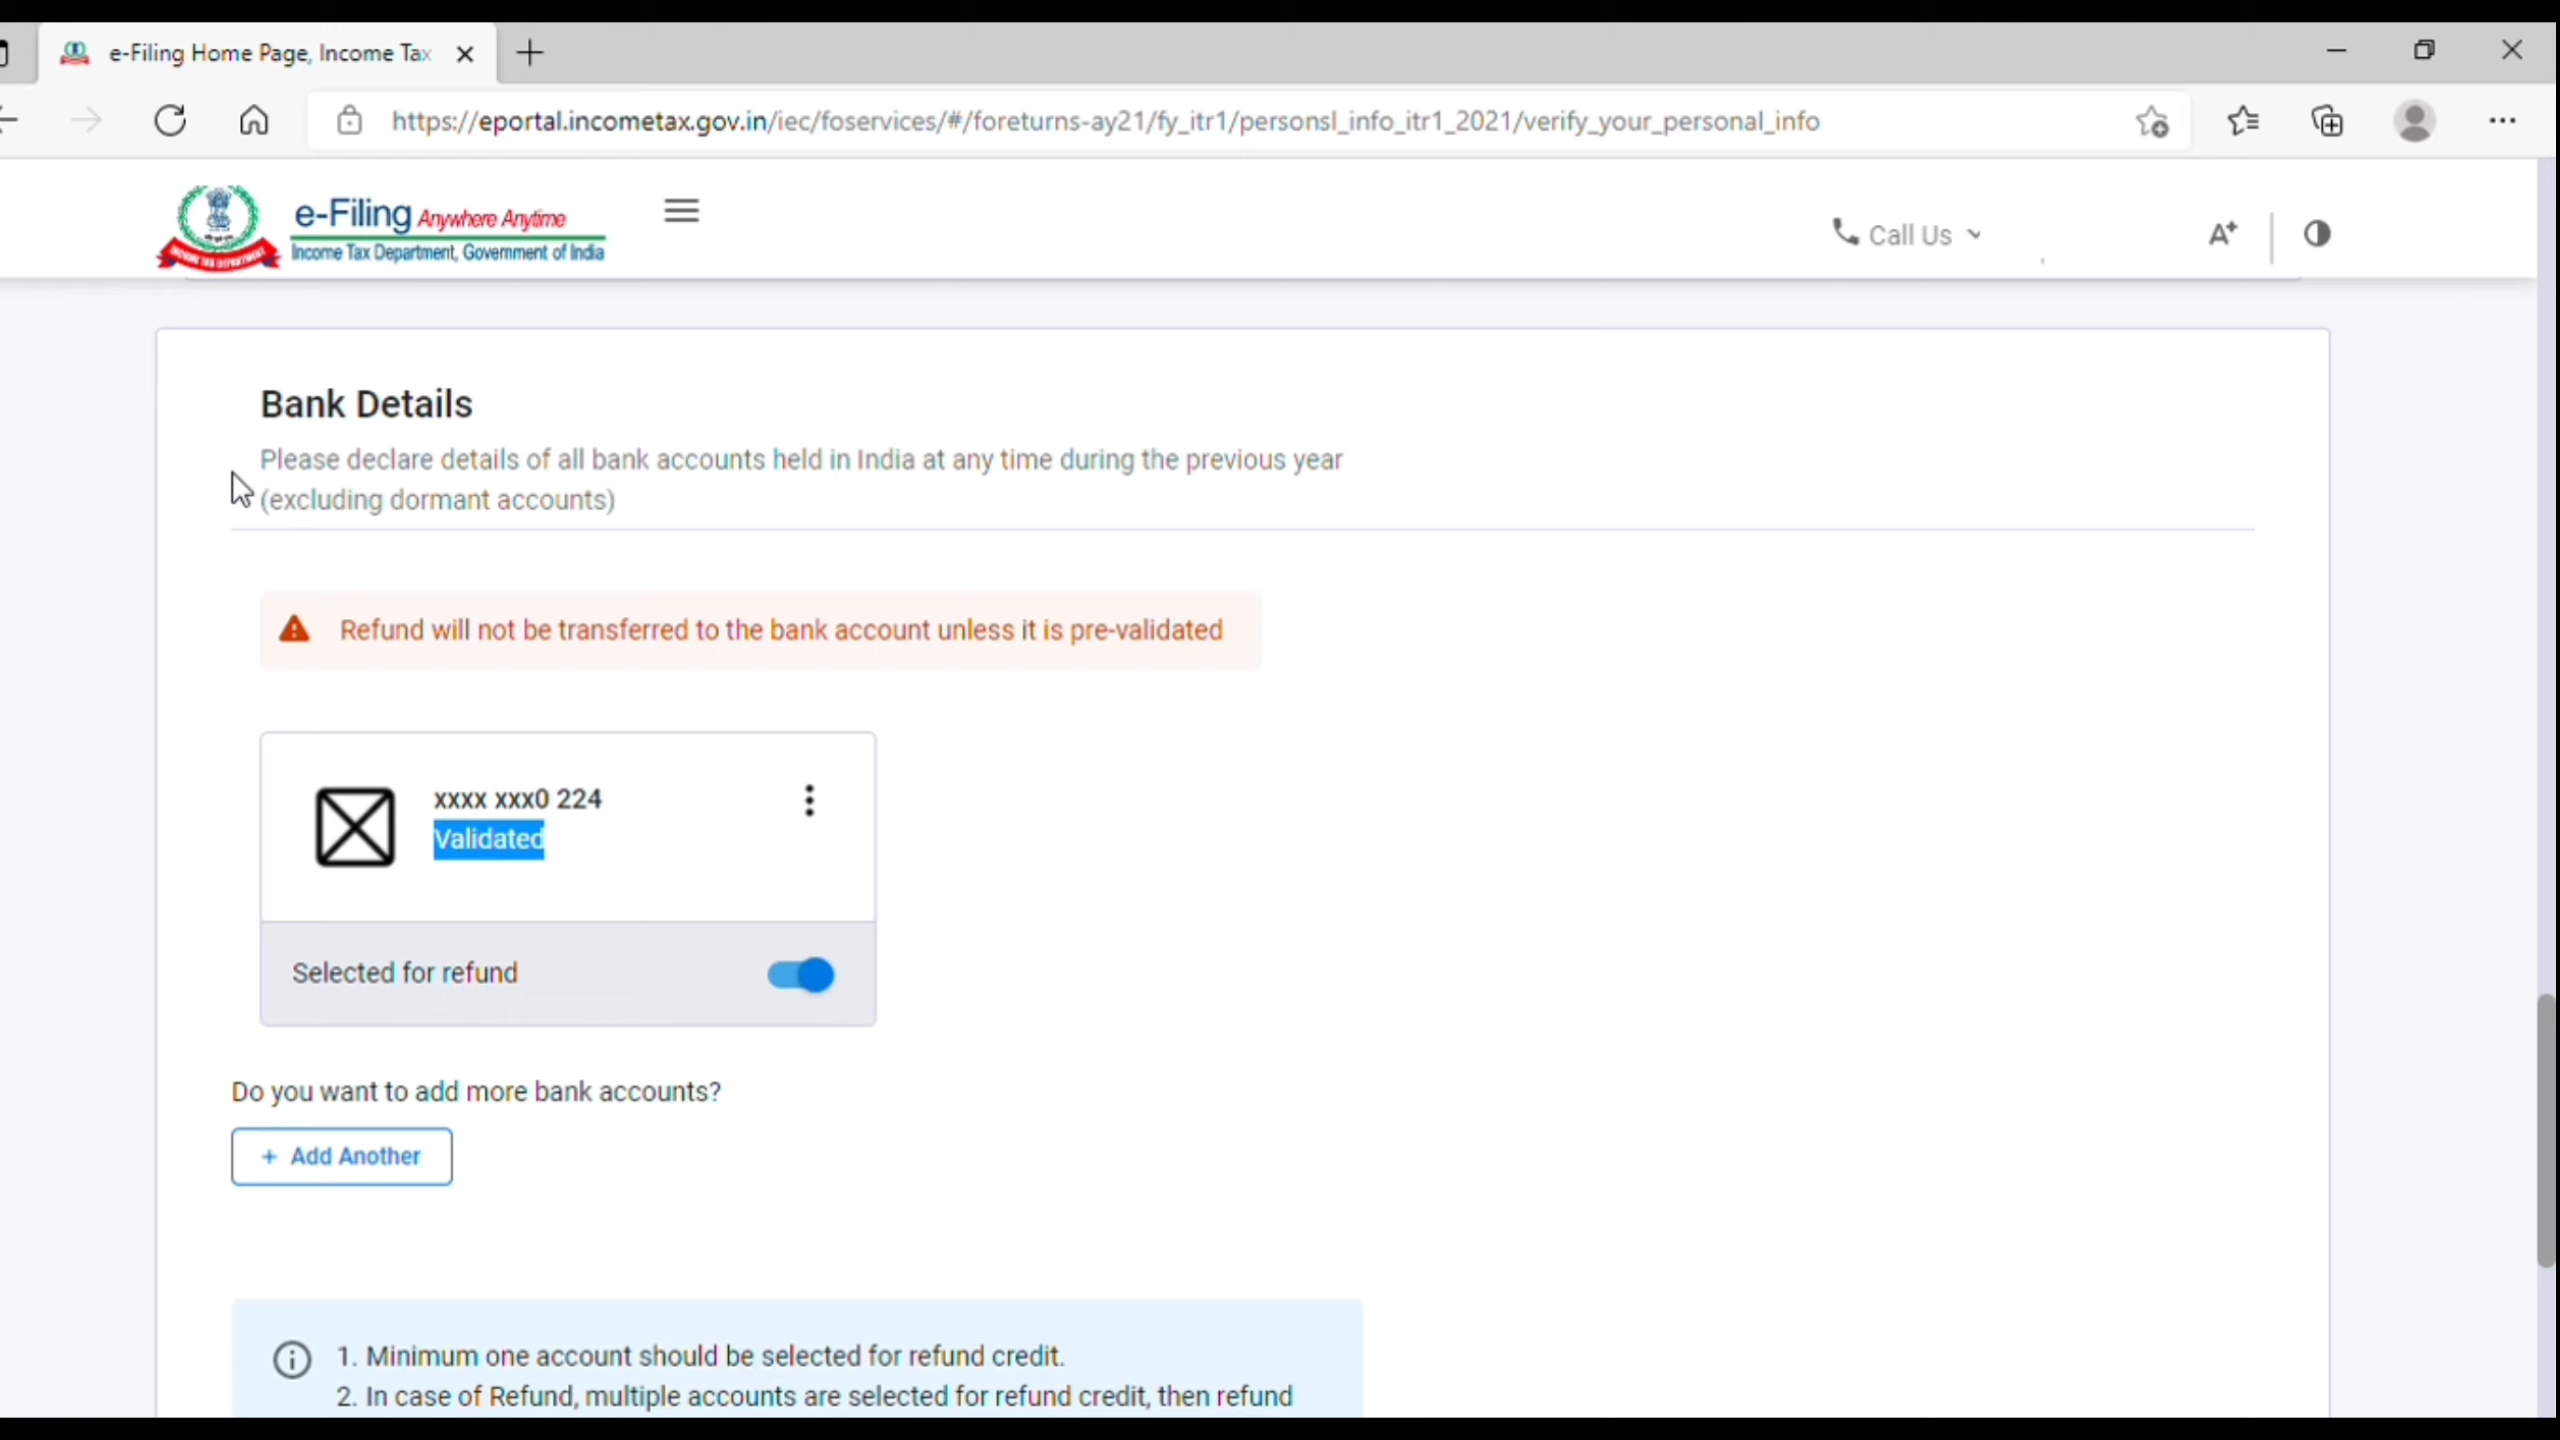 e-Filing Home Page, Income Tax
https://eportal.incometax.gov.in/iec/foservices/#/foreturns-ay21/fy_itr1/personsl_info_itr1_2021/verify_your_personal_info
e-Filing Anywhere Anytime
Income Tax Department, Government of India
Call Us
A+
Bank Details
Please declare details of all bank accounts held in India at any time during the previous year
(excluding dormant accounts)
Refund will not be transferred to the bank account unless it is pre-validated
xxxx xxx0 224
Validated
Selected for refund
Do you want to add more bank accounts?
+ Add Another
1. Minimum one account should be selected for refund credit.
2. In case of Refund, multiple accounts are selected for refund credit, then refund